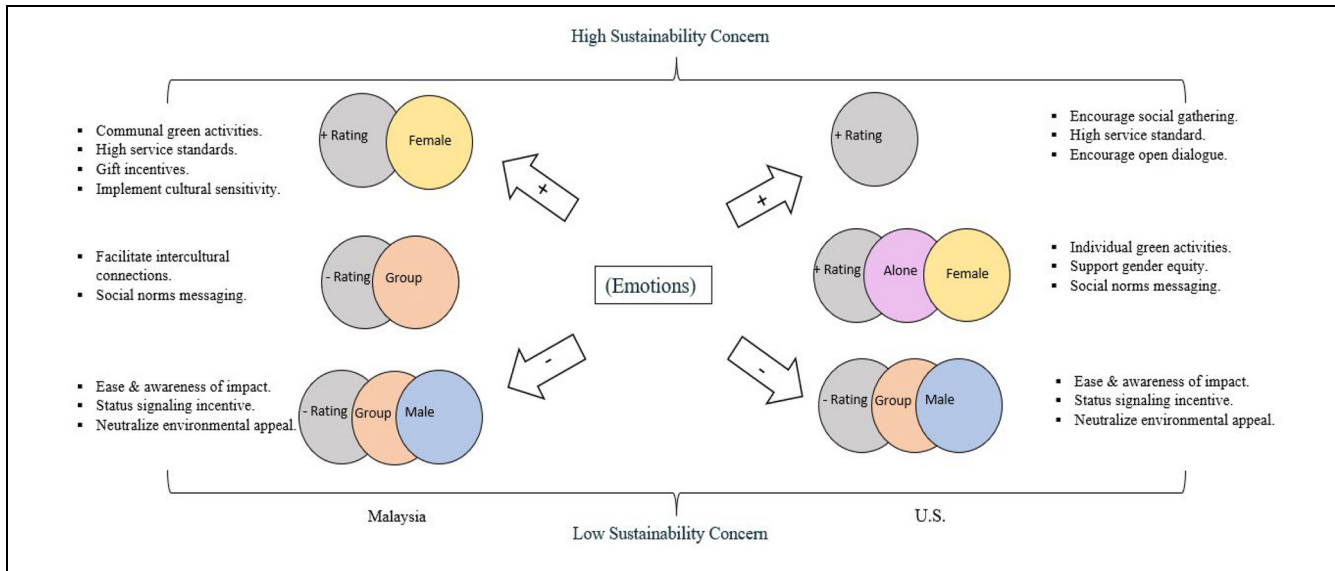 High Sustainability Concern
▪ Communal green activities.
▪ High service standards.
▪ Gift incentives.
▪ Implement cultural sensitivity.
+ Rating
Female
+ Rating
▪ Encourage social gathering.
▪ High service standard.
▪ Encourage open dialogue.
+
+
▪ Facilitate intercultural
connections.
▪ Social norms messaging.
- Rating
Group
(Emotions)
+ Rating
Alone
Female
▪ Individual green activities.
▪ Support gender equity.
▪ Social norms messaging.
-
-
▪ Ease & awareness of impact.
▪ Status signaling incentive.
▪ Neutralize environmental appeal.
- Rating
Group
Male
- Rating
Group
Male
▪ Ease & awareness of impact.
▪ Status signaling incentive.
▪ Neutralize environmental appeal.
Malaysia
U.S.
Low Sustainability Concern